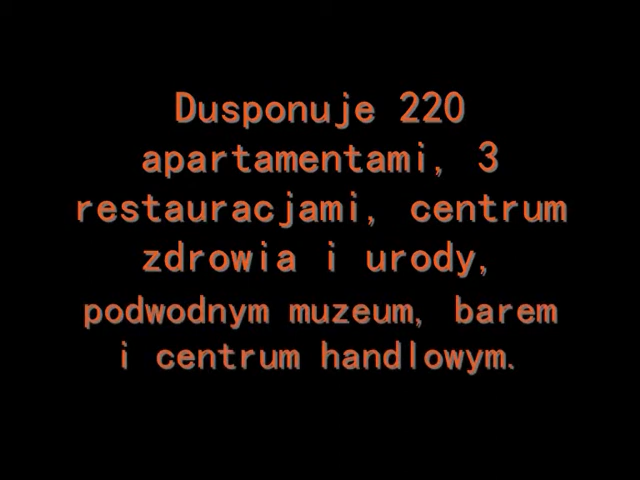 Dusponuje 220
apartamentami, 3
restauracjami, centrum
zdrowia i urody,
podwodnym muzeum, barem
i centrum handlowym.